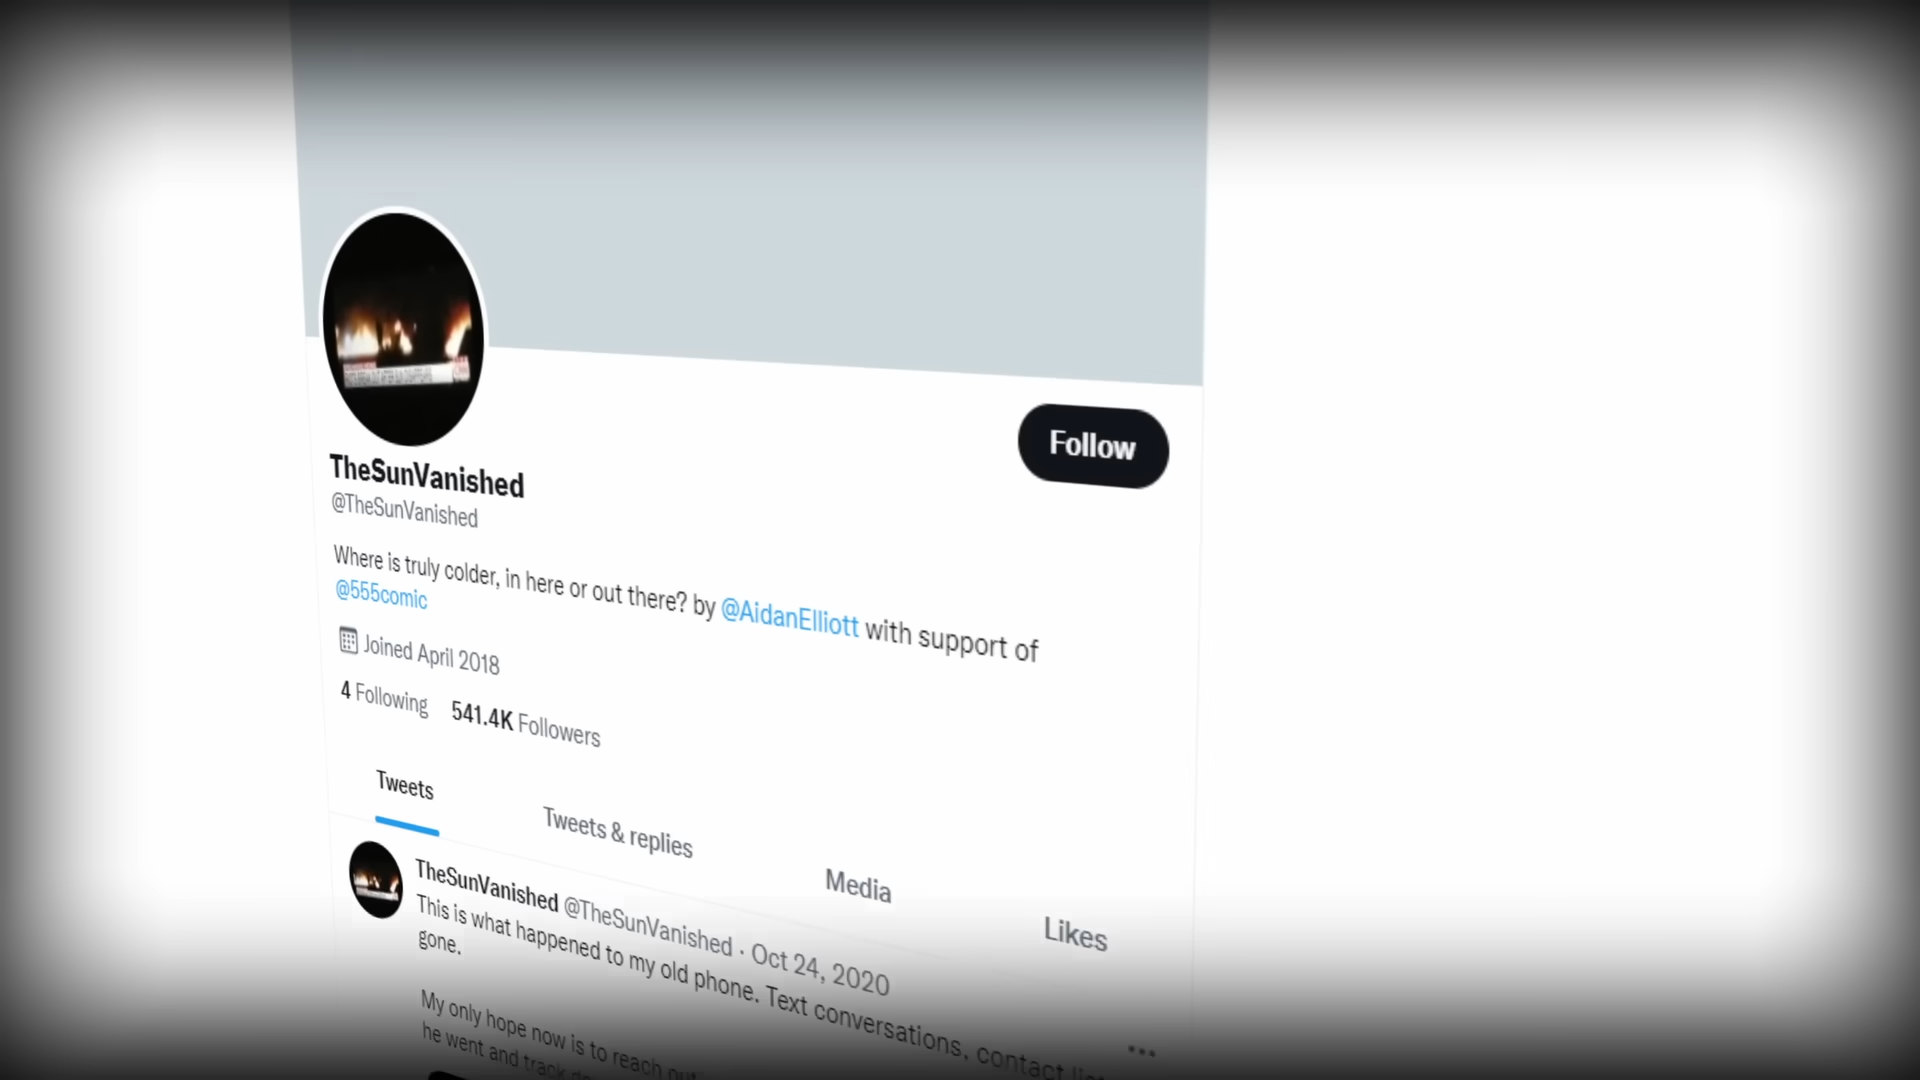 Follow
TheSunVanished
@TheSunVanished
Where is truly colder, in here or out there? by @AidanElliott with support of
@555comic
Joined April 2018
4 Following 541.4K Followers
Tweets Tweets & replies Media Likes
TheSunVanished @TheSunVanished · Oct 24, 2020
This is what happened to my old phone. Text conversations, contact
gone.
My only hope now is to reach
he went and track